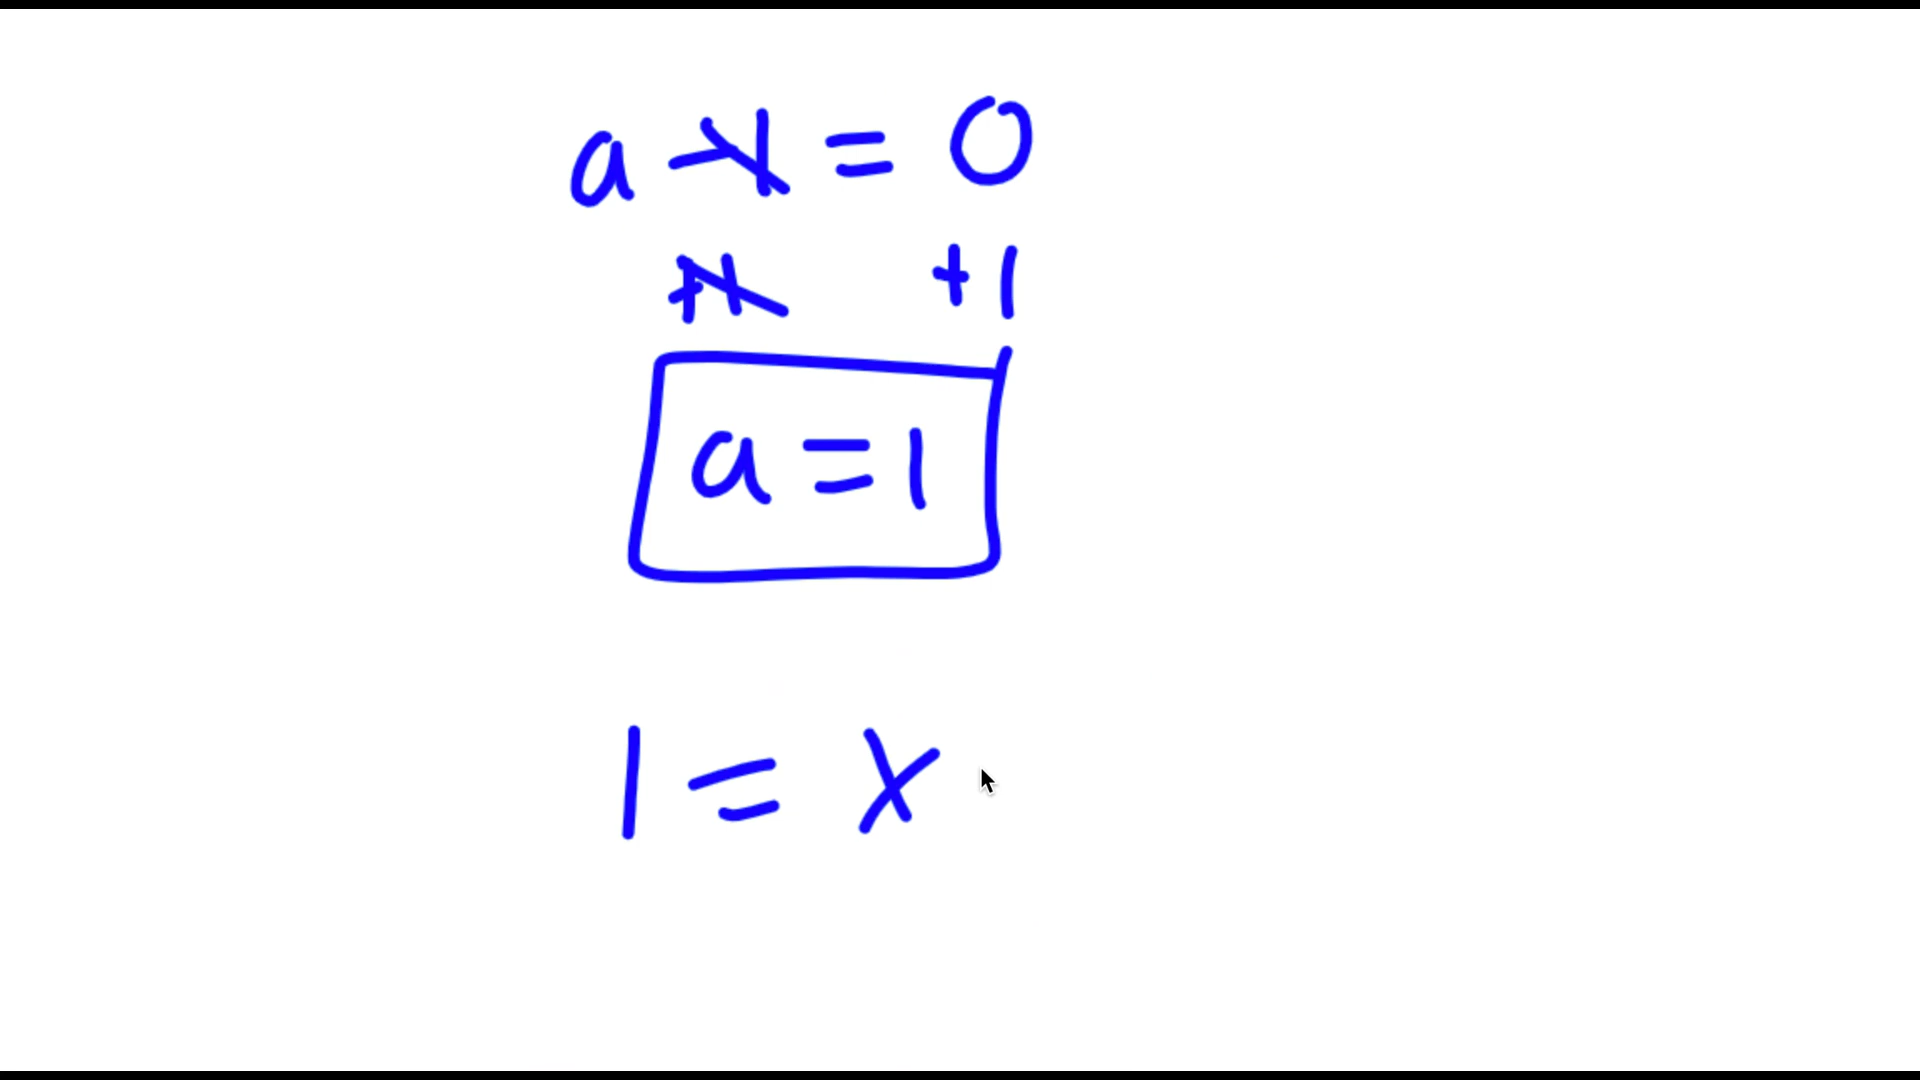 a - 1 = 0
+1 +1
a = 1
1 = x